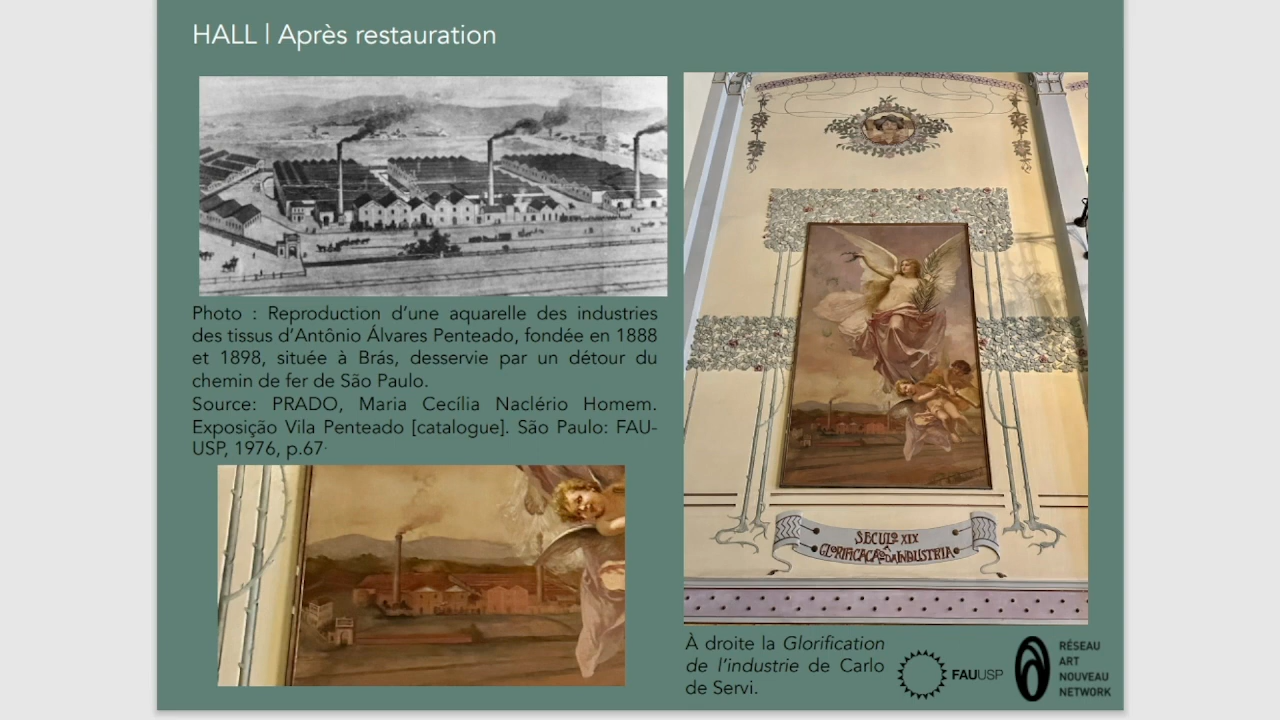 HALL | Après restauration
Photo : Reproduction d'une aquarelle des industries
des tissus d'Antônio Álvares Penteado, fondée en 1888
et 1898, située à Brás, desservie par un détour du
chemin de fer de São Paulo.
Source: PRADO, Maria Cecília Naclério Homem.
Exposição Vila Penteado [catalogue]. São Paulo: FAU-
USP, 1976, p.67.
SECULO XIX
A
GLORIFICAÇAO DA INDUSTRIA
À droite la Glorification
de l'industrie de Carlo
de Servi.
FAUUSP
RÉSEAU
ART
NOUVEAU
NETWORK